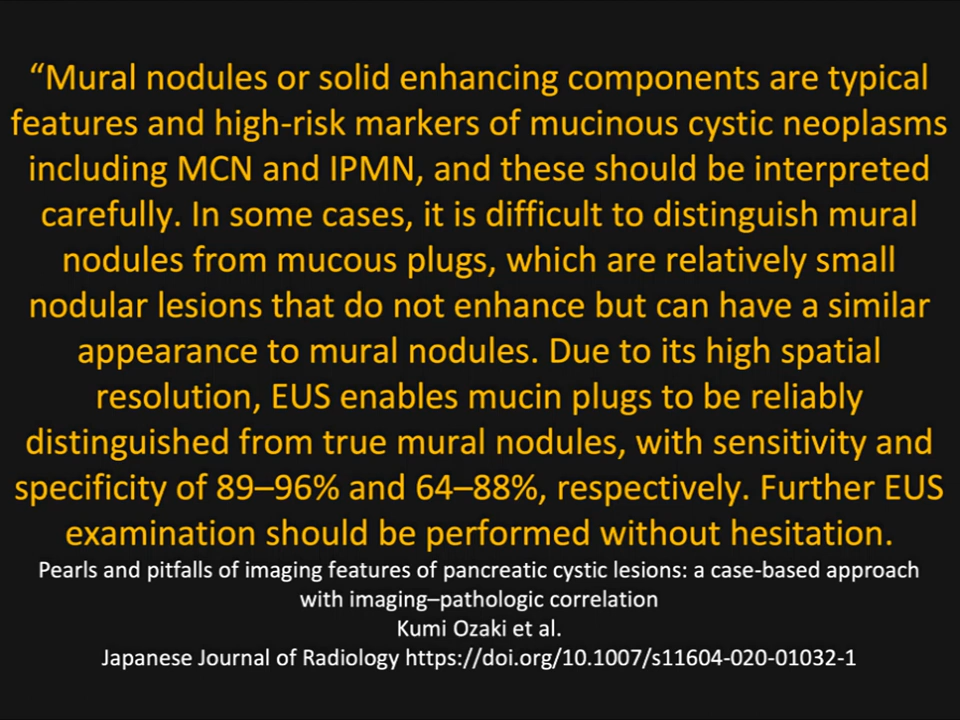 “Mural nodules or solid enhancing components are typical
features and high-risk markers of mucinous cystic neoplasms
including MCN and IPMN, and these should be interpreted
carefully. In some cases, it is difficult to distinguish mural
nodules from mucous plugs, which are relatively small
nodular lesions that do not enhance but can have a similar
appearance to mural nodules. Due to its high spatial
resolution, EUS enables mucin plugs to be reliably
distinguished from true mural nodules, with sensitivity and
specificity of 89–96% and 64–88%, respectively. Further EUS
examination should be performed without hesitation.
Pearls and pitfalls of imaging features of pancreatic cystic lesions: a case-based approach
with imaging–pathologic correlation
Kumi Ozaki et al.
Japanese Journal of Radiology https://doi.org/10.1007/s11604-020-01032-1